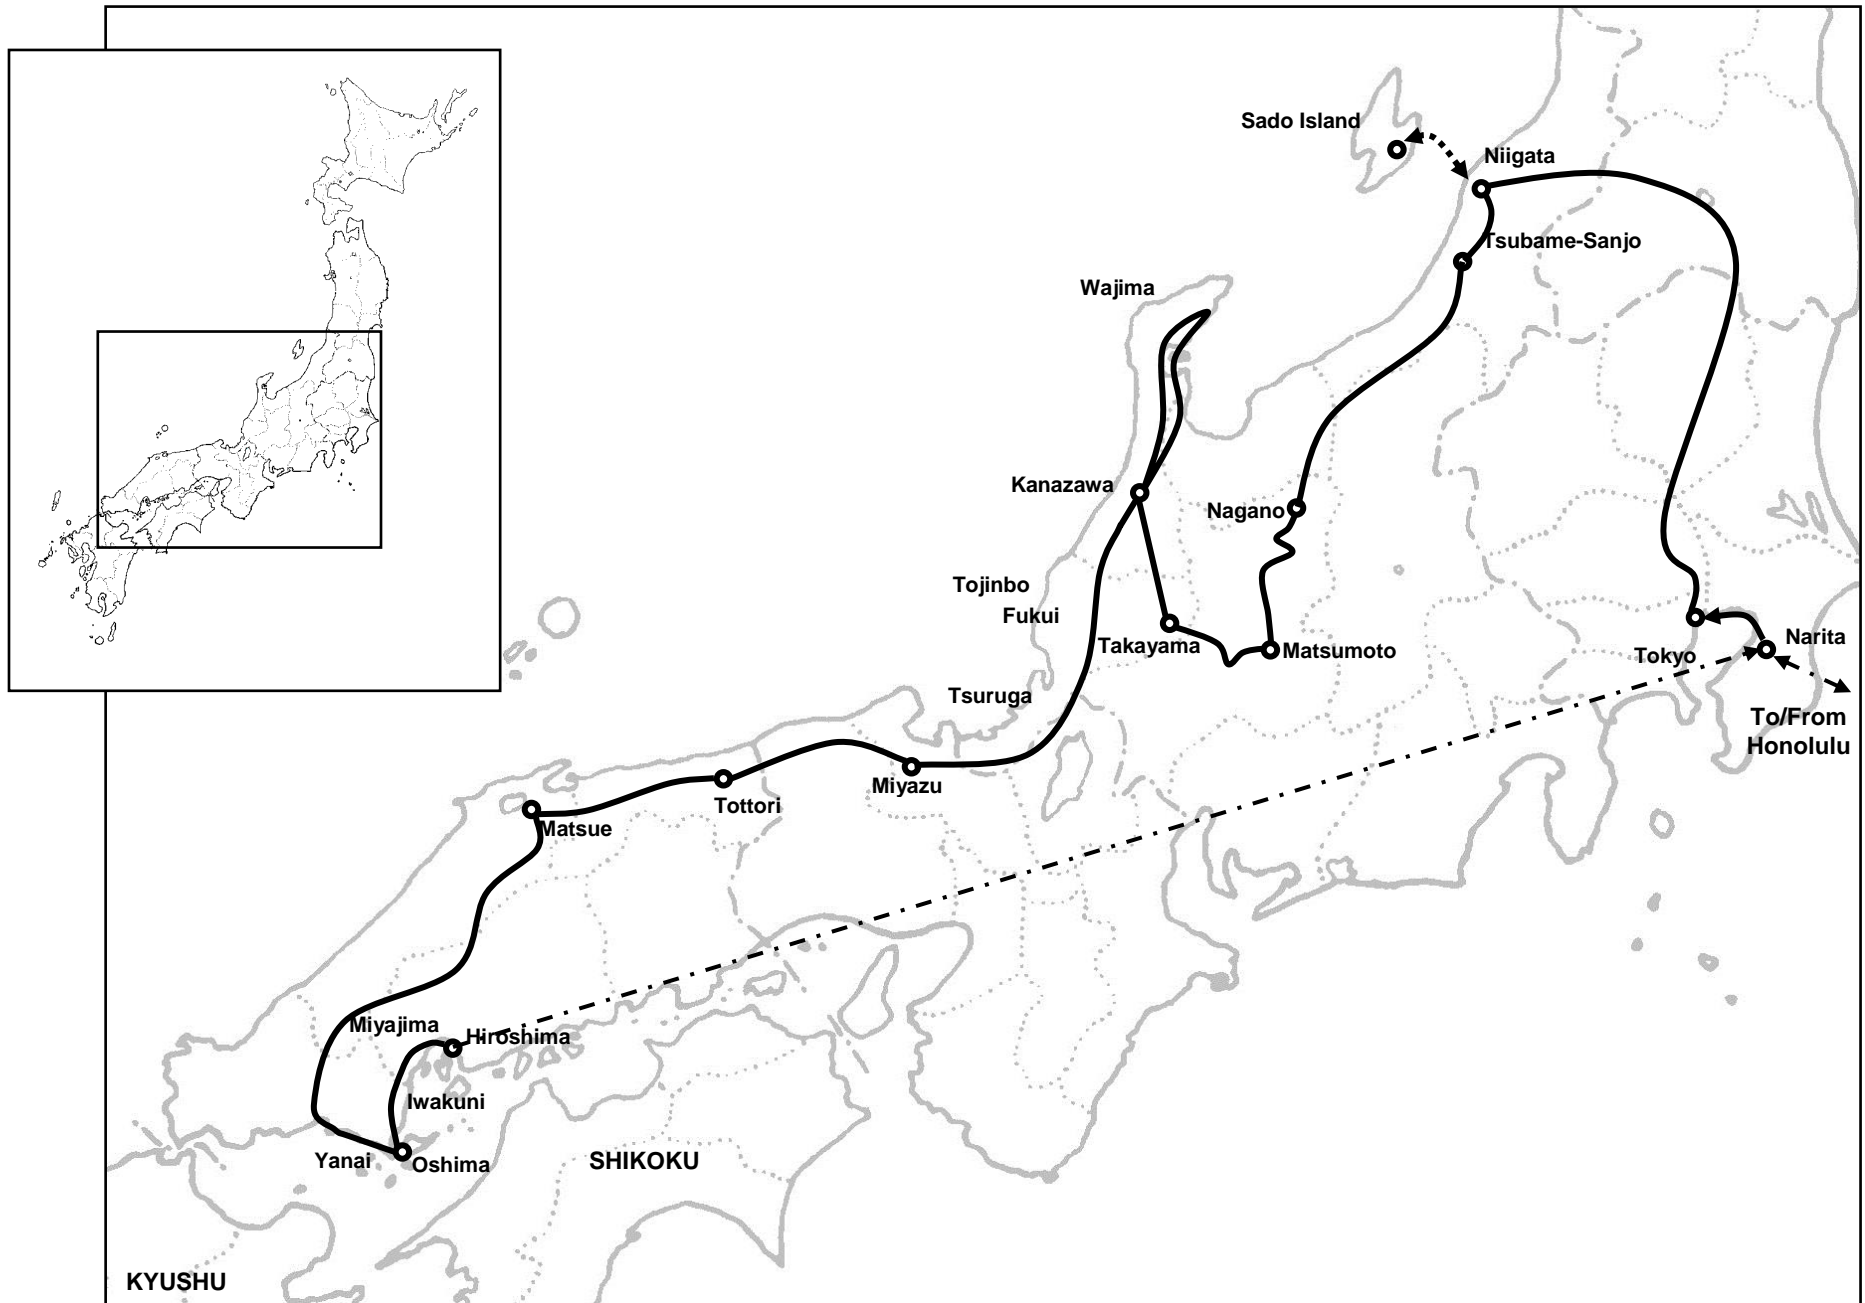 Sado Island
Niigata
Tsubame-Sanjo
Wajima
Kanazawa
Nagano
Tojinbo
Fukui
Takayama
Matsumoto
Narita
Tokyo
Tsuruga
To/From
Honolulu
Miyazu
Tottori
Matsue
Miyajima
Hiroshima
Iwakuni
Yanai
Oshima
SHIKOKU
KYUSHU